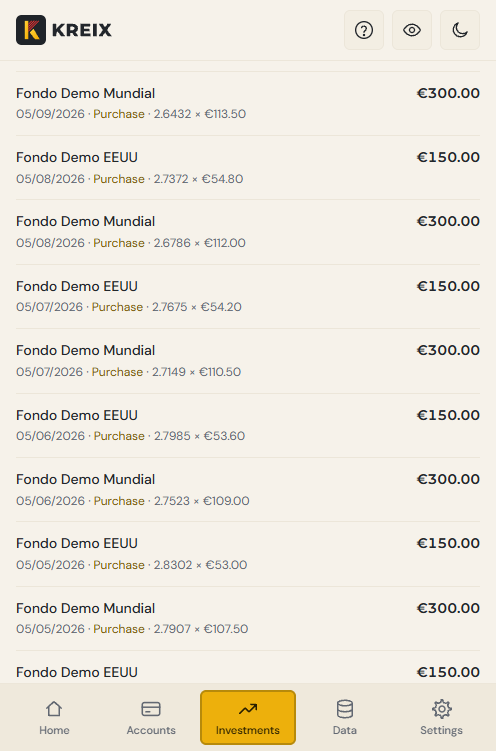 KREIX
Fondo Demo Mundial €300.00
05/09/2026 · Purchase · 2.6432 × €113.50
Fondo Demo EEUU €150.00
05/08/2026 · Purchase · 2.7372 × €54.80
Fondo Demo Mundial €300.00
05/08/2026 · Purchase · 2.6786 × €112.00
Fondo Demo EEUU €150.00
05/07/2026 · Purchase · 2.7675 × €54.20
Fondo Demo Mundial €300.00
05/07/2026 · Purchase · 2.7149 × €110.50
Fondo Demo EEUU €150.00
05/06/2026 · Purchase · 2.7985 × €53.60
Fondo Demo Mundial €300.00
05/06/2026 · Purchase · 2.7523 × €109.00
Fondo Demo EEUU €150.00
05/05/2026 · Purchase · 2.8302 × €53.00
Fondo Demo Mundial €300.00
05/05/2026 · Purchase · 2.7907 × €107.50
Fondo Demo EEUU €150.00
Home Accounts Investments Data Settings